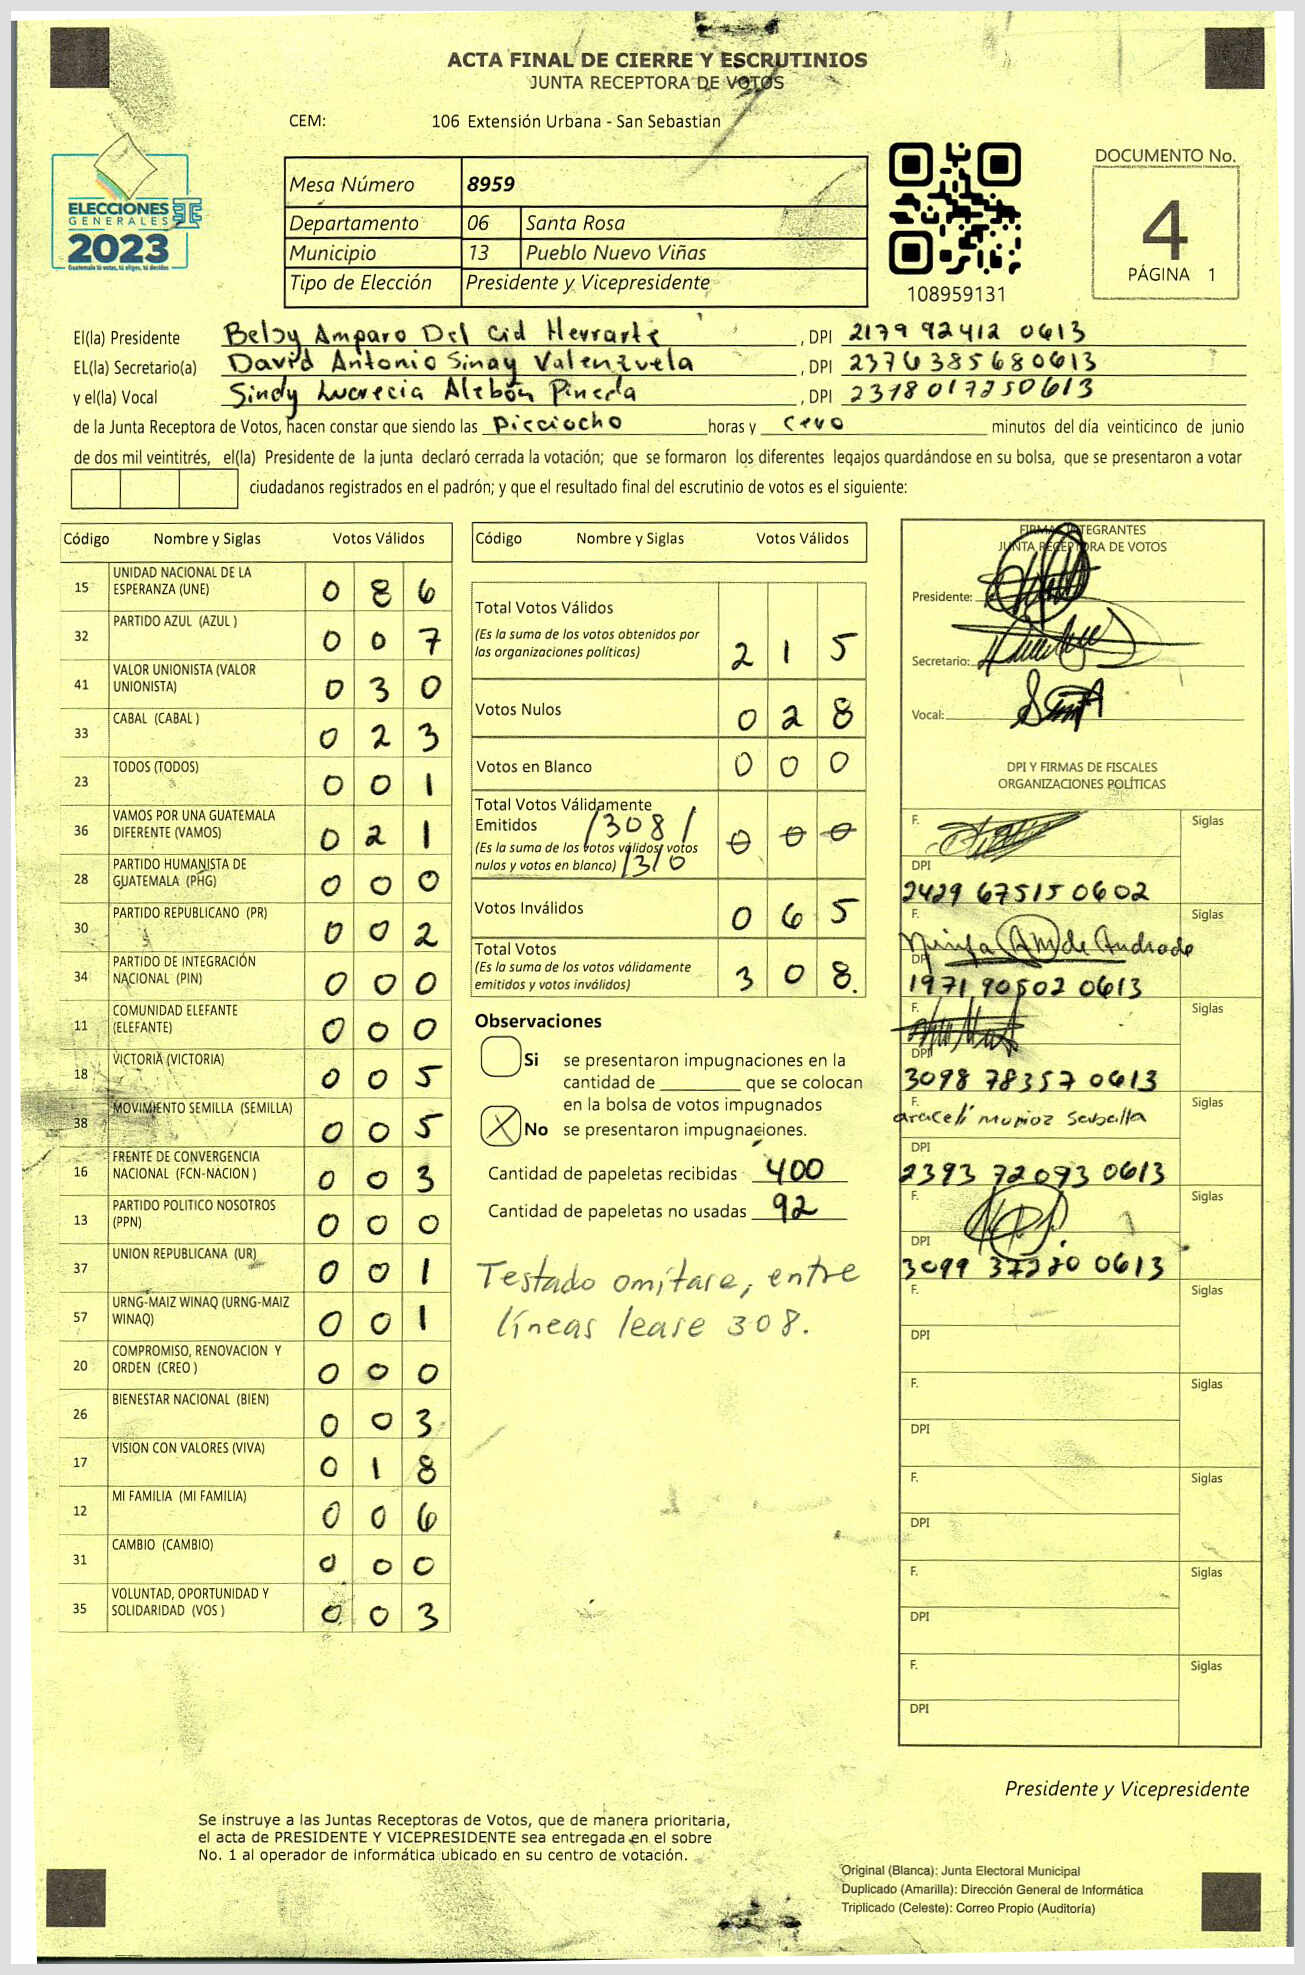 ACTA FINAL DE CIERRE Y ESCRUTINIOS
JUNTA RECEPTORA DE VOTOS
CEM: 106 Extensión Urbana - San Sebastian
ELECCIONES
GENERALES
2023
Guatemala tú votas, tú eliges, tú decides
Mesa Número 8959
Departamento 06 Santa Rosa
Municipio 13 Pueblo Nuevo Viñas
Tipo de Elección Presidente y Vicepresidente
108959131
DOCUMENTO No.
4
PÁGINA 1
El(la) Presidente Belsy Amparo Del Cid Herrarte , DPI 2179 92412 0613
EL(la) Secretario(a) David Antonio Sinay Valenzuela , DPI 2376385680613
y el(la) Vocal Sindy Lucrecia Alebón Pineda , DPI 2378017250613
de la Junta Receptora de Votos, hacen constar que siendo las Dieciocho horas y cero minutos del día veinticinco de junio
de dos mil veintitrés, el(la) Presidente de la junta declaró cerrada la votación; que se formaron los diferentes legajos guardándose en su bolsa, que se presentaron a votar
ciudadanos registrados en el padrón; y que el resultado final del escrutinio de votos es el siguiente:
Código Nombre y Siglas Votos Válidos
15 UNIDAD NACIONAL DE LA ESPERANZA (UNE) 0 8 6
32 PARTIDO AZUL (AZUL ) 0 0 7
41 VALOR UNIONISTA (VALOR UNIONISTA) 0 3 0
33 CABAL (CABAL ) 0 2 3
23 TODOS (TODOS) 0 0 1
36 VAMOS POR UNA GUATEMALA DIFERENTE (VAMOS) 0 2 1
28 PARTIDO HUMANISTA DE GUATEMALA (PHG) 0 0 0
30 PARTIDO REPUBLICANO (PR) 0 0 2
34 PARTIDO DE INTEGRACIÓN NACIONAL (PIN) 0 0 0
11 COMUNIDAD ELEFANTE (ELEFANTE) 0 0 0
18 VICTORIA (VICTORIA) 0 0 5
38 MOVIMIENTO SEMILLA (SEMILLA) 0 0 5
16 FRENTE DE CONVERGENCIA NACIONAL (FCN-NACION ) 0 0 3
13 PARTIDO POLITICO NOSOTROS (PPN) 0 0 0
37 UNION REPUBLICANA (UR) 0 0 1
57 URNG-MAIZ WINAQ (URNG-MAIZ WINAQ) 0 0 1
20 COMPROMISO, RENOVACION Y ORDEN (CREO ) 0 0 0
26 BIENESTAR NACIONAL (BIEN) 0 0 3
17 VISION CON VALORES (VIVA) 0 1 8
12 MI FAMILIA (MI FAMILIA) 0 0 6
31 CAMBIO (CAMBIO) 0 0 0
35 VOLUNTAD, OPORTUNIDAD Y SOLIDARIDAD (VOS ) 0 0 3
Código Nombre y Siglas Votos Válidos
Total Votos Válidos
(Es la suma de los votos obtenidos por
las organizaciones políticas) 2 1 5
Votos Nulos 0 2 8
Votos en Blanco 0 0 0
Total Votos Válidamente
Emitidos /308/ 0 0 0
(Es la suma de los votos válidos, votos
nulos y votos en blanco) /310
Votos Inválidos 0 6 5
Total Votos
(Es la suma de los votos válidamente
emitidos y votos inválidos) 3 0 8.
Observaciones
Si se presentaron impugnaciones en la
cantidad de ________ que se colocan
en la bolsa de votos impugnados
X No se presentaron impugnaciones.
Cantidad de papeletas recibidas 400
Cantidad de papeletas no usadas 92
Testado omítase, entre
líneas léase 308.
FIRMAS INTEGRANTES
JUNTA RECEPTORA DE VOTOS
Presidente:
Secretario:
Vocal:
DPI Y FIRMAS DE FISCALES
ORGANIZACIONES POLÍTICAS
F. Siglas
DPI
2429 67515 0602
F. Siglas
de Andrade
DPI
1971 90502 0613
F. Siglas
DPI
3098 78357 0613
F. Siglas
araceli muñoz
DPI
2393 72093 0613
F. Siglas
DPI
3099 37220 0613
F. Siglas
DPI
F. Siglas
DPI
F. Siglas
DPI
F. Siglas
DPI
F. Siglas
DPI
Presidente y Vicepresidente
Se instruye a las Juntas Receptoras de Votos, que de manera prioritaria,
el acta de PRESIDENTE Y VICEPRESIDENTE sea entregada en el sobre
No. 1 al operador de informática ubicado en su centro de votación.
Original (Blanca): Junta Electoral Municipal
Duplicado (Amarilla): Dirección General de Informática
Triplicado (Celeste): Correo Propio (Auditoría)